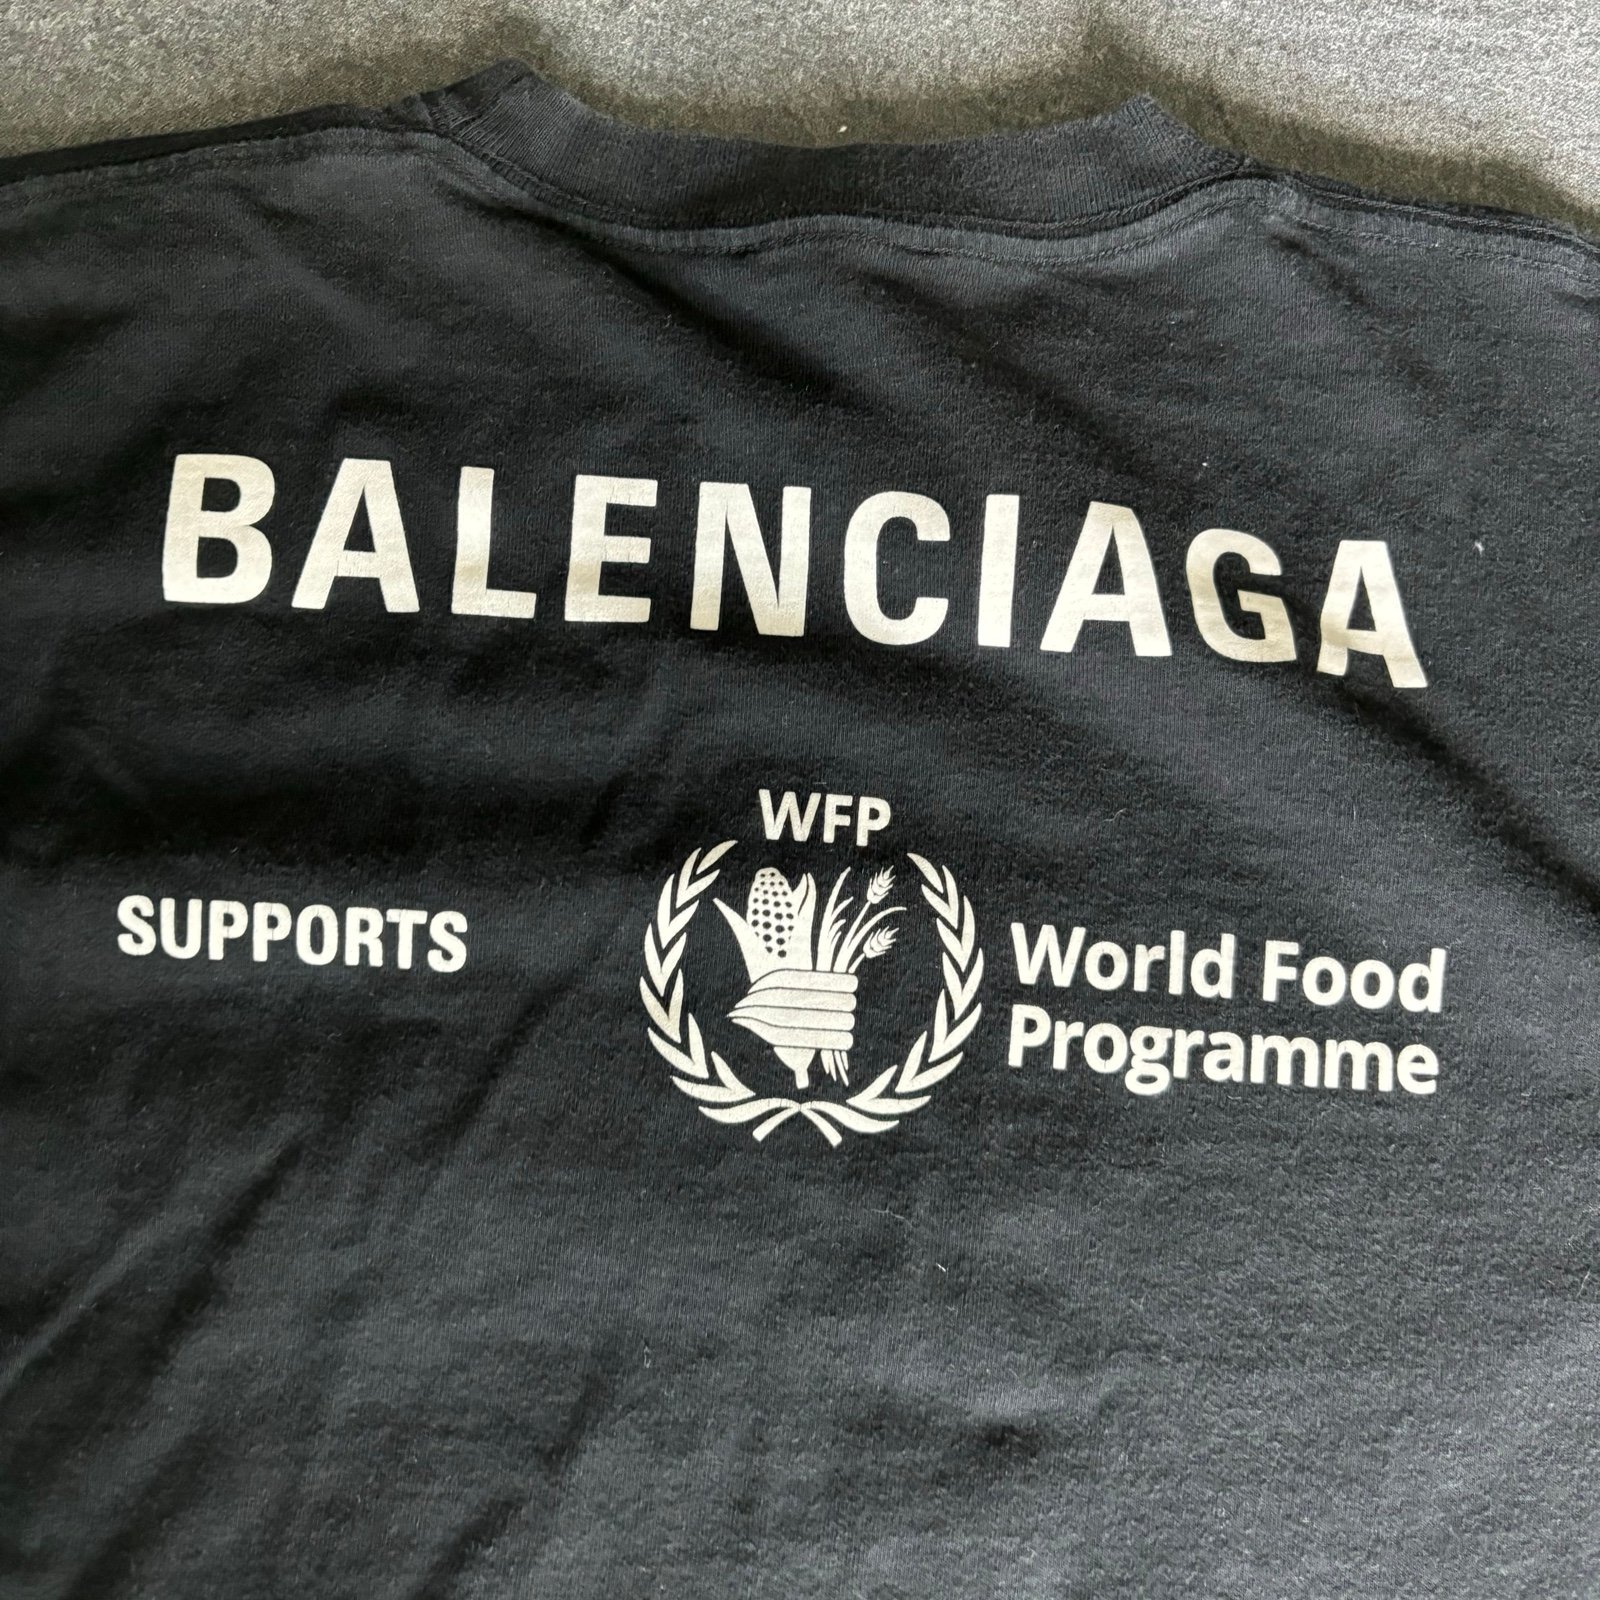 BALENCIAGA
SUPPORTS
WFP
World Food
Programme